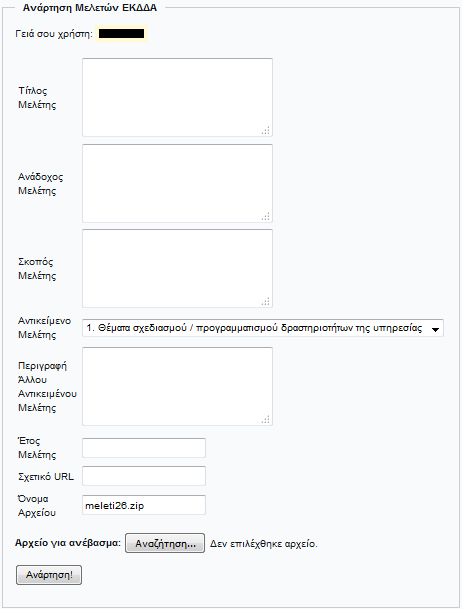 Ανάρτηση Μελετών ΕΚΔΔΑ
Γειά σου χρήστη:
Τίτλος
Μελέτης
Ανάδοχος
Μελέτης
Σκοπός
Μελέτης
Αντικείμενο
Μελέτης
1. Θέματα σχεδιασμού / προγραμματισμού δραστηριοτήτων της υπηρεσίας
Περιγραφή
Άλλου
Αντικειμένου
Μελέτης
Έτος
Μελέτης
Σχετικό URL
Όνομα
Αρχείου
meleti26.zip
Αρχείο για ανέβασμα: Αναζήτηση... Δεν επιλέχθηκε αρχείο.
Ανάρτηση!